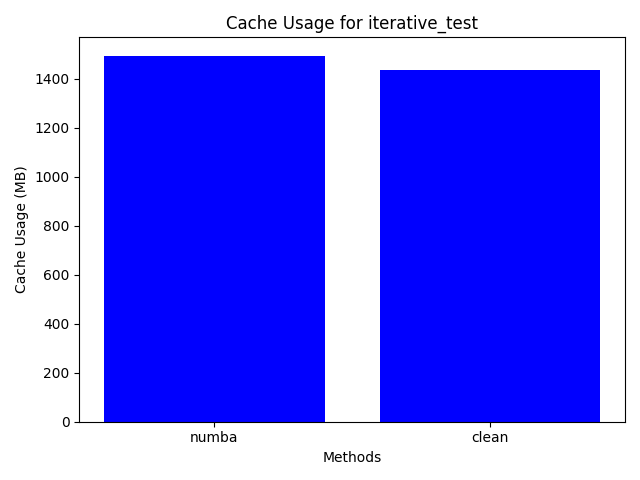 Cache Usage for iterative_test
Cache Usage (MB)
1400
1200
1000
800
600
400
200
0
numba
clean
Methods